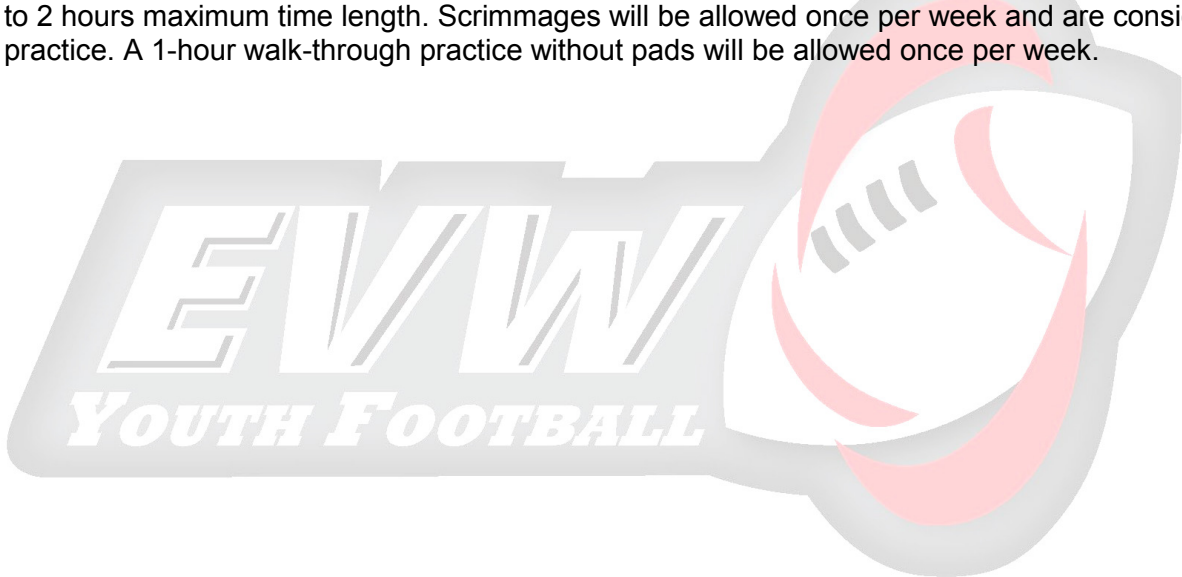 to 2 hours maximum time length. Scrimmages will be allowed once per week and are consi
practice. A 1-hour walk-through practice without pads will be allowed once per week.
EVW
YOUTH FOOTBALL